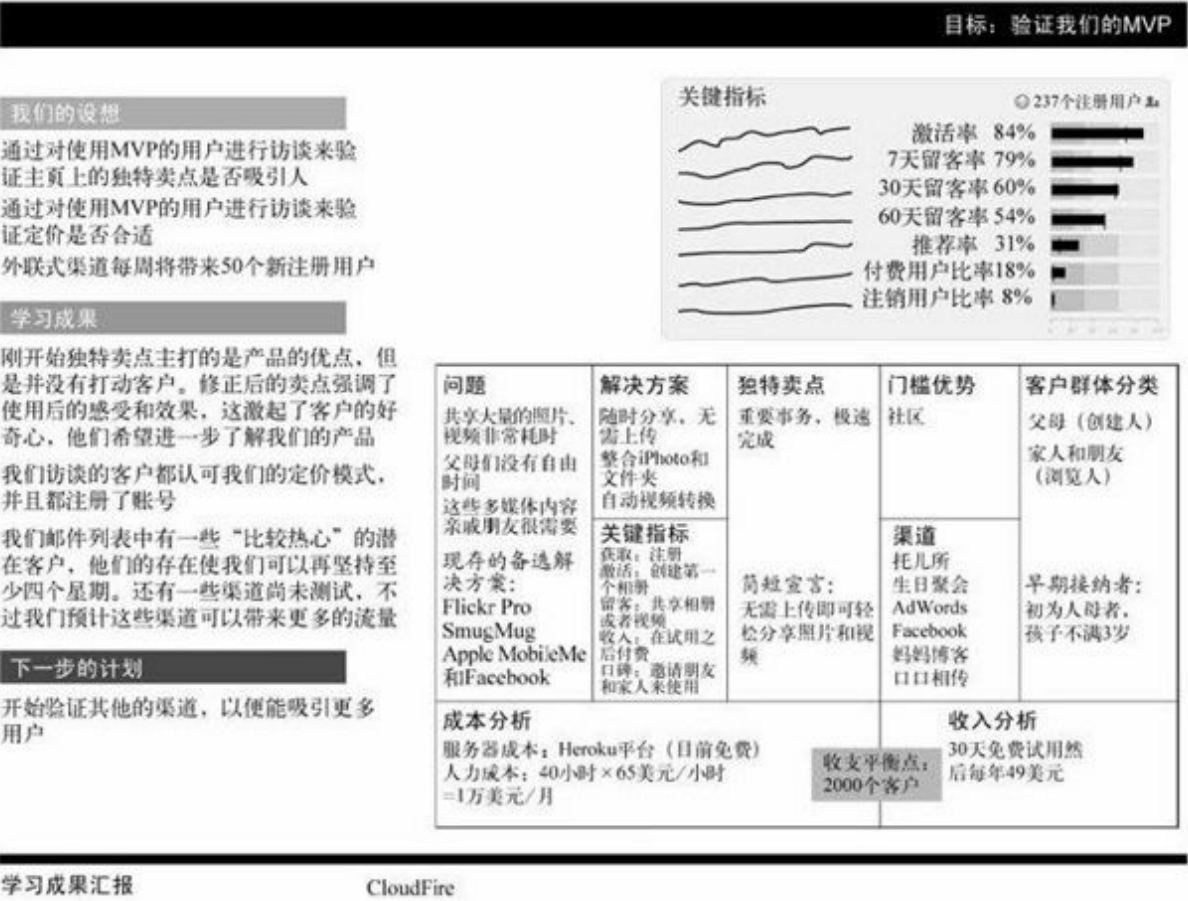 目标：验证我们的MVP
我们的设想
通过对使用MVP的用户进行访谈来验
证主页上的独特卖点是否吸引人
通过对使用MVP的用户进行访谈来验
证定价是否合适
外联式渠道每周将带来50个新注册用户
学习成果
刚开始独特卖点主打的是产品的优点，但
是并没有打动客户。修正后的卖点强调了
使用后的感受和效果，这激起了客户的好
奇心，他们希望进一步了解我们的产品
我们访谈的客户都认可我们的定价模式，
并且都注册了账号
我们邮件列表中有一些“比较热心”的潜
在客户，他们的存在使我们可以再坚持至
少四个星期。还有一些渠道尚未测试，不
过我们预计这些渠道可以带来更多的流量
下一步的计划
开始验证其他的渠道，以便能吸引更多
用户
关键指标
237个注册用户
激活率 84%
7天留客率 79%
30天留客率 60%
60天留客率 54%
推荐率 31%
付费用户比率18%
注销用户比率 8%
问题
共享大量的照片、
视频非常耗时
父母们没有自由
时间
这些多媒体内容
亲戚朋友很需要
现存的备选解
决方案：
Flickr Pro
SmugMug
Apple MobileMe
和Facebook
解决方案
随时分享，无
需上传
整合iPhoto和
文件夹
自动视频转换
关键指标
获取：注册
激活：创建第一
个相册
留客：共享相册
或者视频
收入：在试用之
后付费
口碑：邀请朋友
和家人来使用
独特卖点
重要事务，极速
完成
简短宣言：
无需上传即可轻
松分享照片和视
频
门槛优势
社区
渠道
托儿所
生日聚会
AdWords
Facebook
妈妈博客
口口相传
客户群体分类
父母（创建人）
家人和朋友
（浏览人）
早期接纳者：
初为人母者，
孩子不满3岁
成本分析
服务器成本：Heroku平台（目前免费）
人力成本：40小时×65美元/小时
=1万美元/月
收支平衡点：
2000个客户
收入分析
30天免费试用然
后每年49美元
学习成果汇报
CloudFire